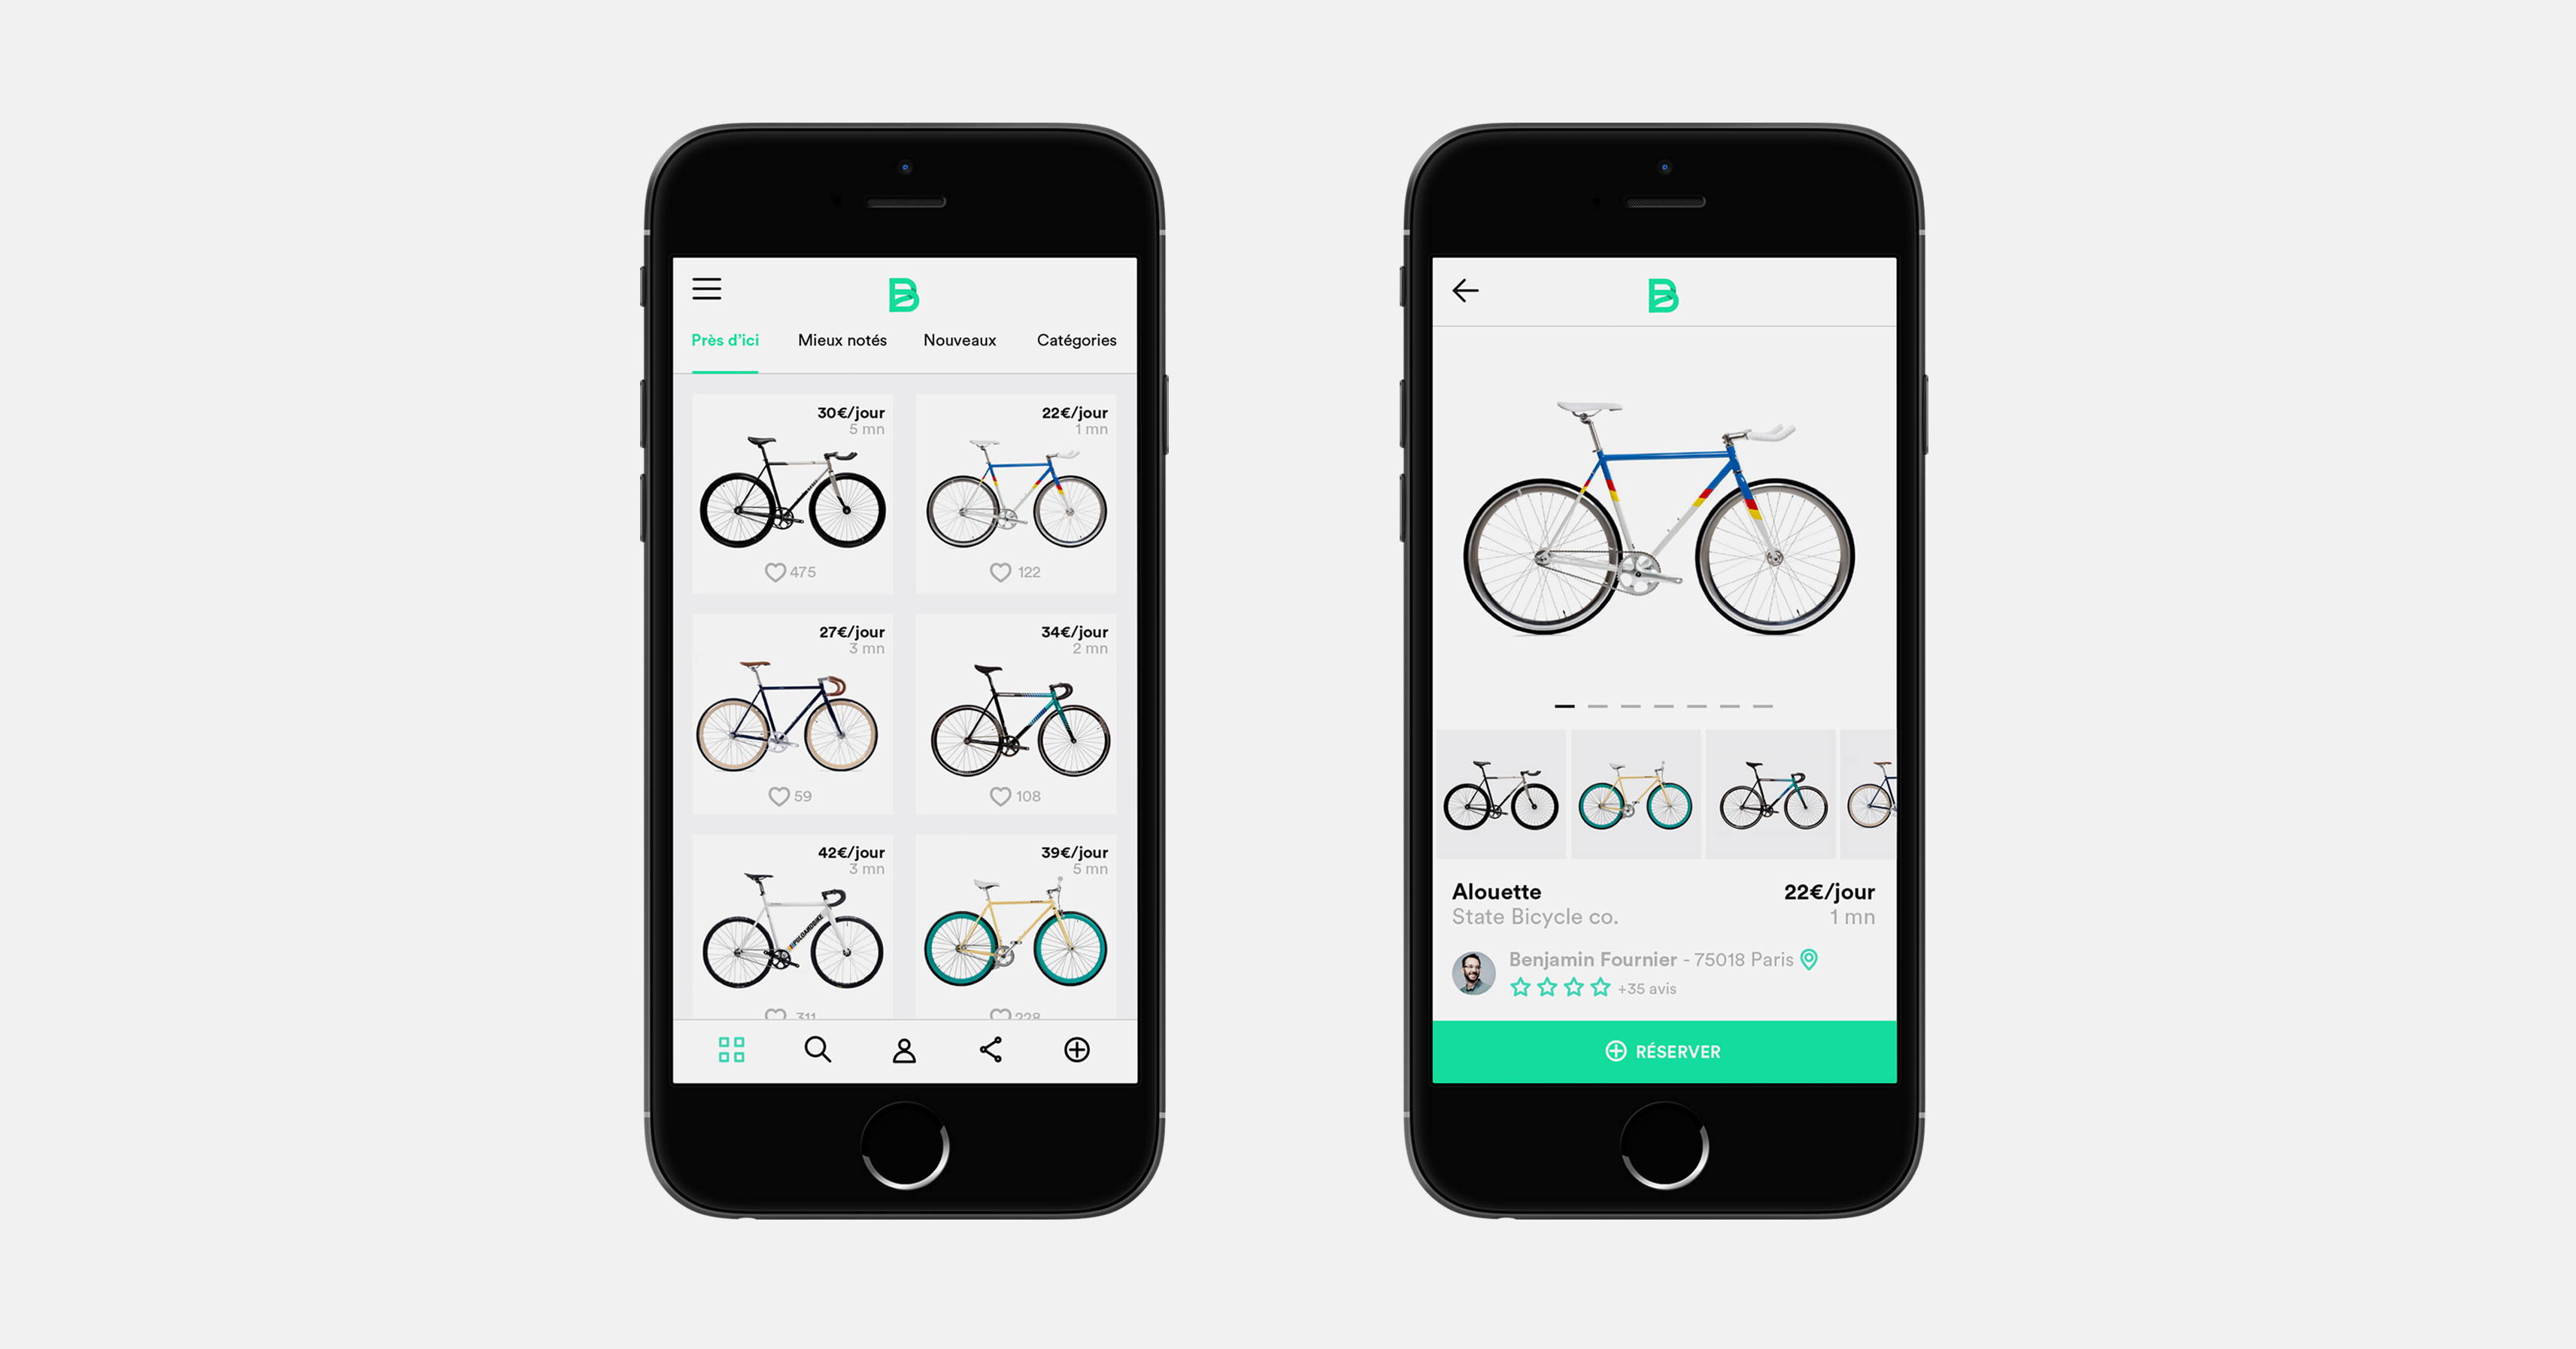 B
Près d'ici Mieux notés Nouveaux Catégories
30€/jour
5 mn
475
22€/jour
1 mn
122
27€/jour
3 mn
59
34€/jour
2 mn
108
42€/jour
3 mn
311
39€/jour
5 mn
228
B
Alouette
State Bicycle co.
22€/jour
1 mn
Benjamin Fournier - 75018 Paris
+35 avis
RÉSERVER